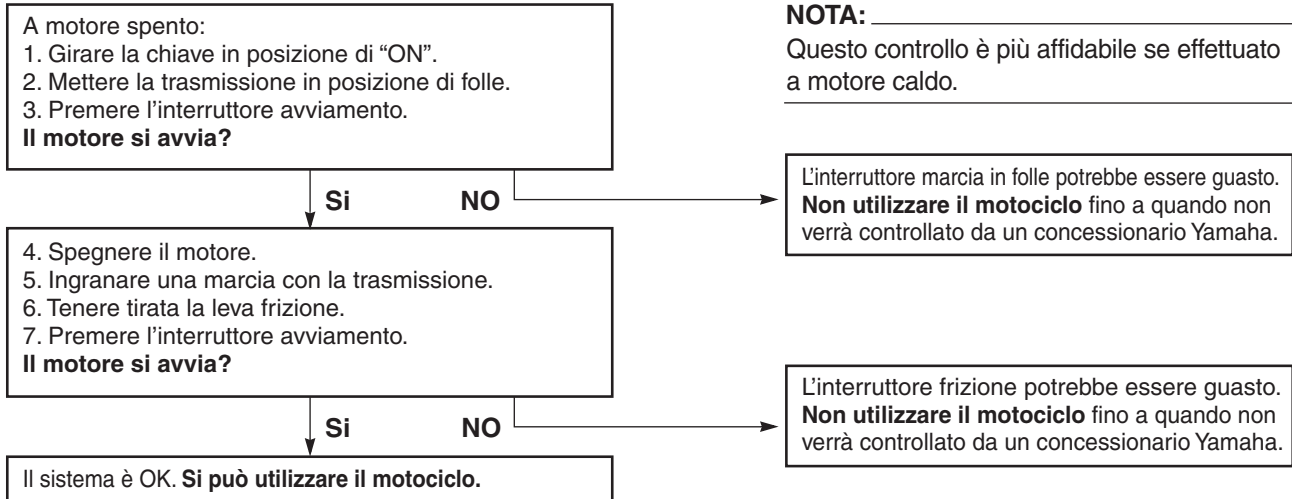 A motore spento:
1. Girare la chiave in posizione di “ON”.
2. Mettere la trasmissione in posizione di folle.
3. Premere l’interruttore avviamento.
Il motore si avvia?
NOTA:
Questo controllo è più affidabile se effettuato
a motore caldo.
Si
NO
L’interruttore marcia in folle potrebbe essere guasto.
Non utilizzare il motociclo fino a quando non
verrà controllato da un concessionario Yamaha.
4. Spegnere il motore.
5. Ingranare una marcia con la trasmissione.
6. Tenere tirata la leva frizione.
7. Premere l’interruttore avviamento.
Il motore si avvia?
Si
NO
L’interruttore frizione potrebbe essere guasto.
Non utilizzare il motociclo fino a quando non
verrà controllato da un concessionario Yamaha.
Il sistema è OK. Si può utilizzare il motociclo.